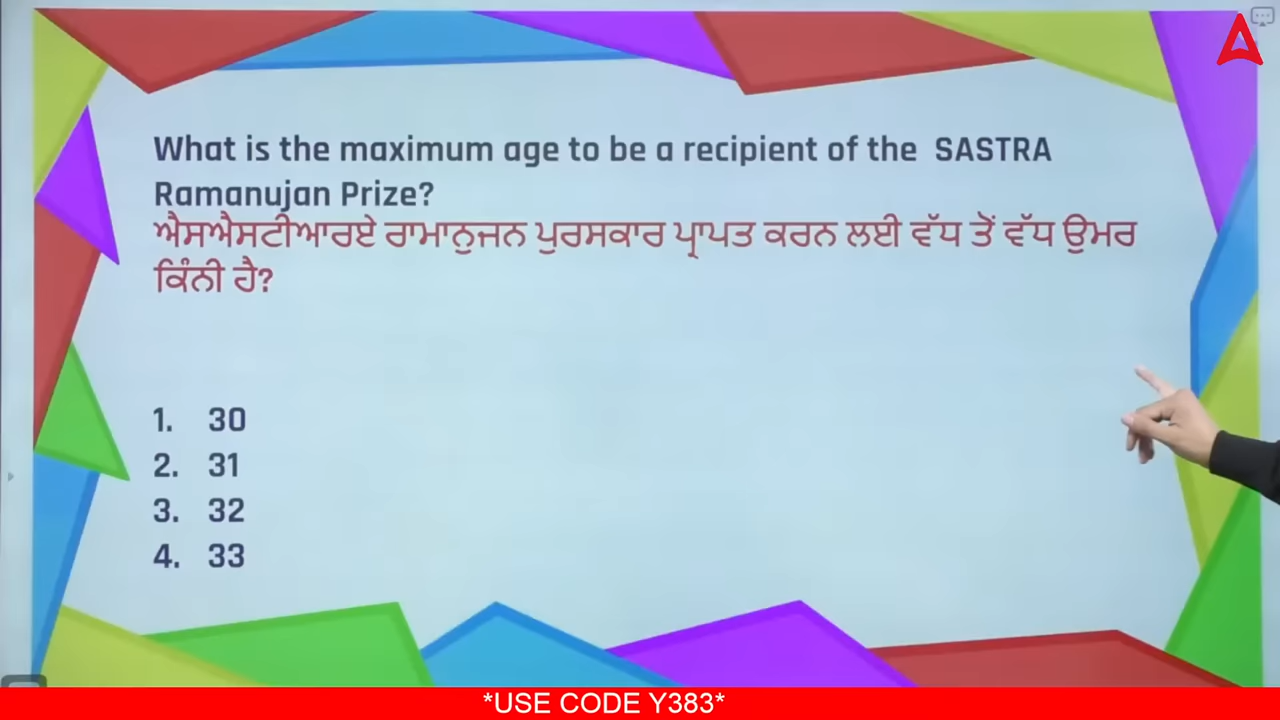 What is the maximum age to be a recipient of the SASTRA
Ramanujan Prize?
ਐਸਐਸਟੀਆਰਏ ਰਾਮਾਨੁਜਨ ਪੁਰਸਕਾਰ ਪ੍ਰਾਪਤ ਕਰਨ ਲਈ ਵੱਧ ਤੋਂ ਵੱਧ ਉਮਰ
ਕਿੰਨੀ ਹੈ?
1. 30
2. 31
3. 32
4. 33
*USE CODE Y383*